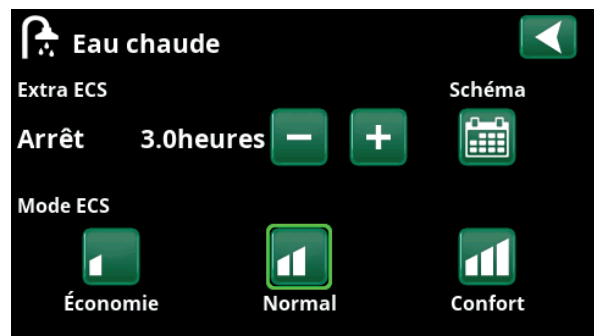 Eau chaude
Extra ECS Schéma
Arrêt 3.0heures − +
Mode ECS
Économie Normal Confort